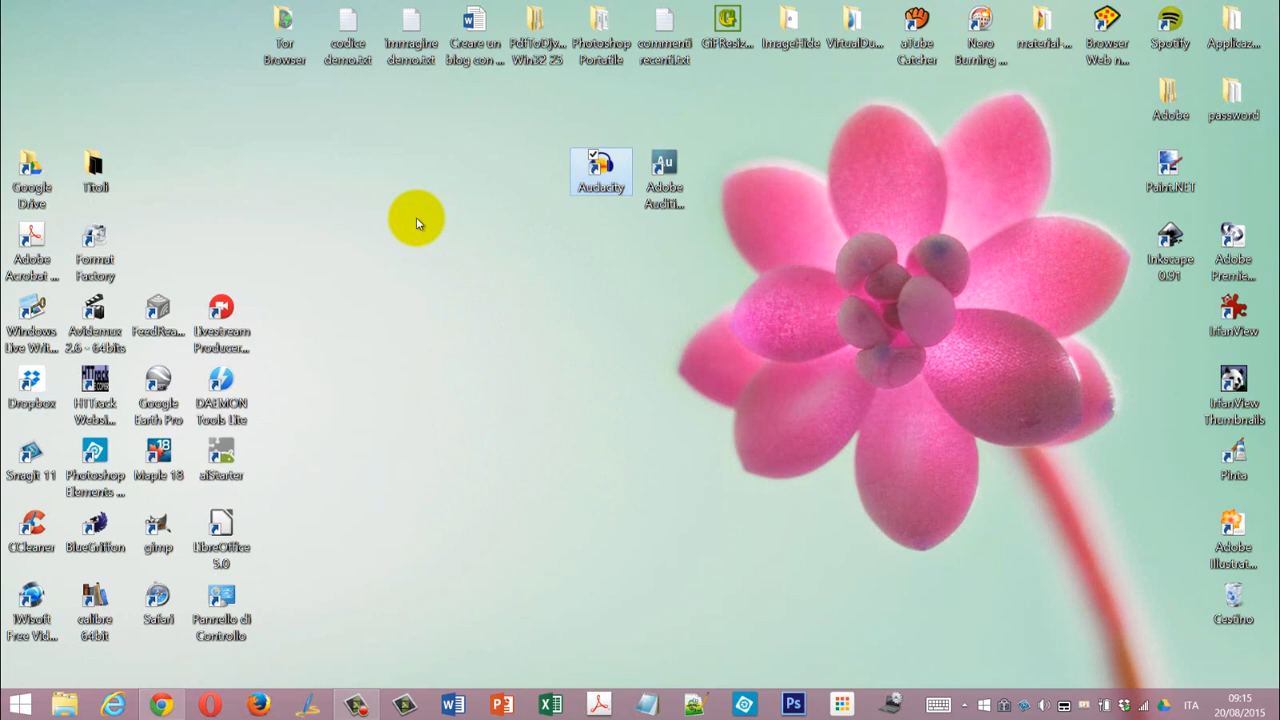 Tor
Browser
codice
demo.txt
immagine
demo.txt
Creare un
blog con ...
PdfToDjv...
Win32 25
Photoshop
Portatile
commenti
recenti.txt
GIFResiz...
ImageHide
VirtualDu...
aTube
Catcher
Nero
Burning ...
material-...
Browser
Web n...
Spotify
Applicaz...
Adobe
password
Google
Drive
Titoli
Audacity
Adobe
Auditi...
Paint.NET
Adobe
Acrobat ...
Format
Factory
Inkscape
0.91
Adobe
Premie...
Windows
Live Writ...
Avidemux
2.6 - 64bits
FeedRea...
Livestream
Producer...
IrfanView
Dropbox
HTTrack
Websi...
Google
Earth Pro
DAEMON
Tools Lite
IrfanView
Thumbnails
SnagIt 11
Photoshop
Elements ...
Maple 18
aiStarter
Pinta
CCleaner
BlueGriffon
gimp
LibreOffice
5.0
Adobe
Illustrat...
IWisoft
Free Vid...
calibre
64bit
Safari
Pannello di
Controllo
Cestino
ITA
09:15
20/08/2015